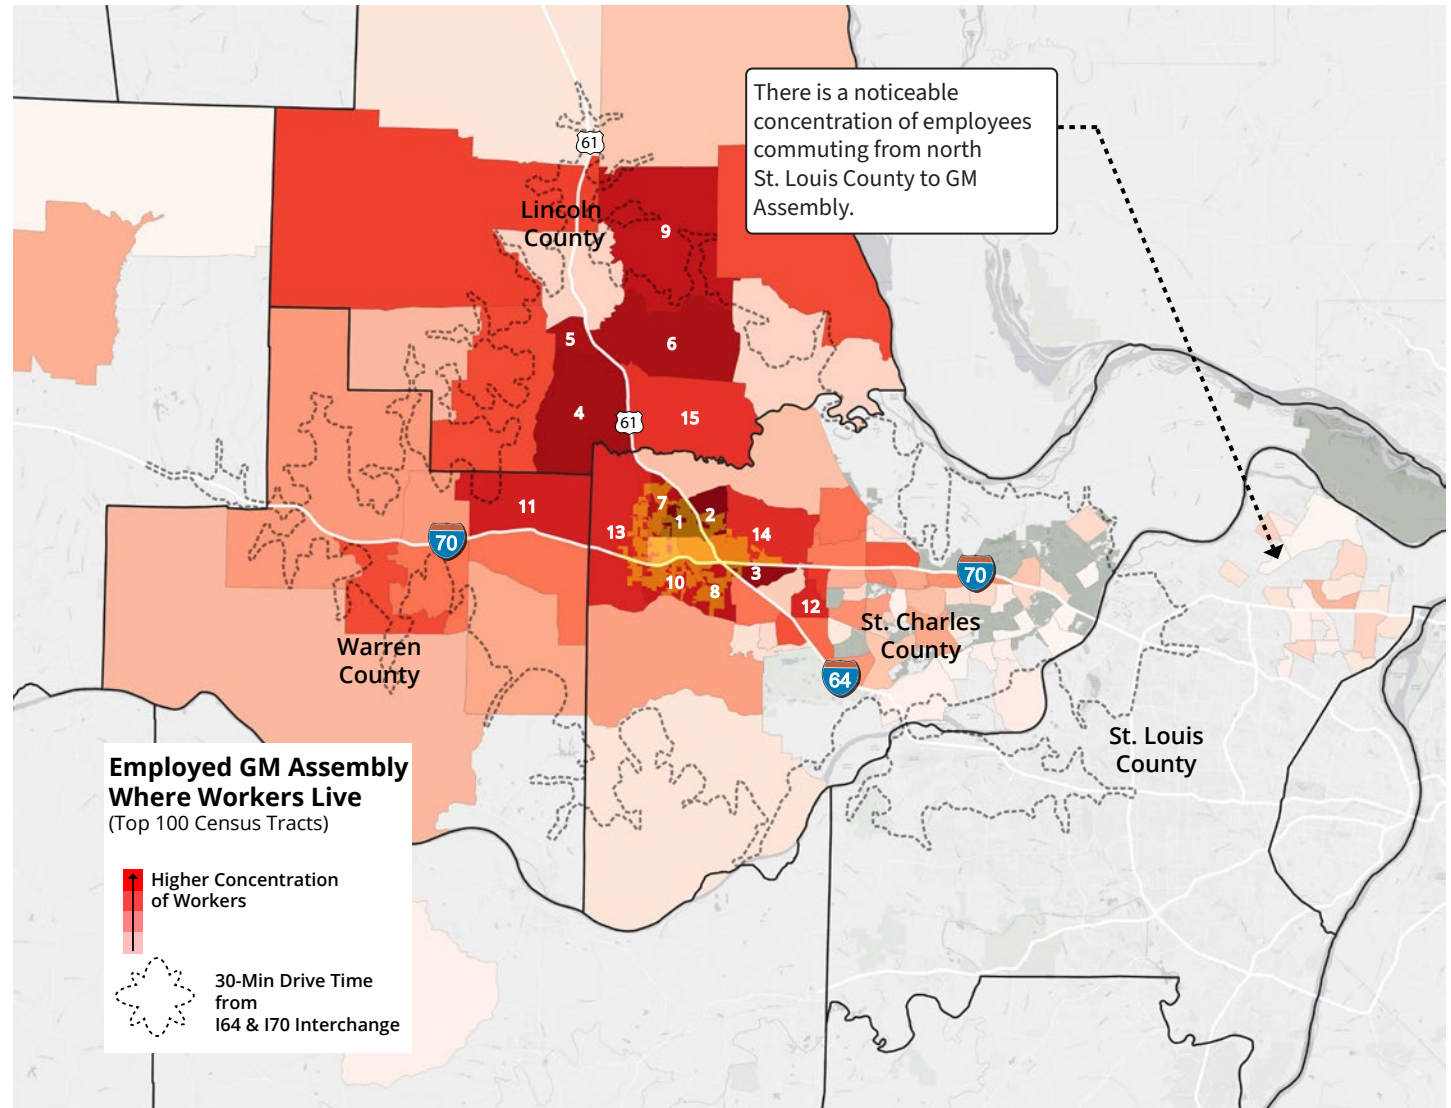 There is a noticeable
concentration of employees
commuting from north
St. Louis County to GM
Assembly.
61
Lincoln
County
9
5
6
4
61
15
11
7
1
2
13
14
70
3
10
8
12
70
St. Charles
County
64
Warren
County
St. Louis
County
Employed GM Assembly
Where Workers Live
(Top 100 Census Tracts)
Higher Concentration
of Workers
30-Min Drive Time
from
I64 & I70 Interchange